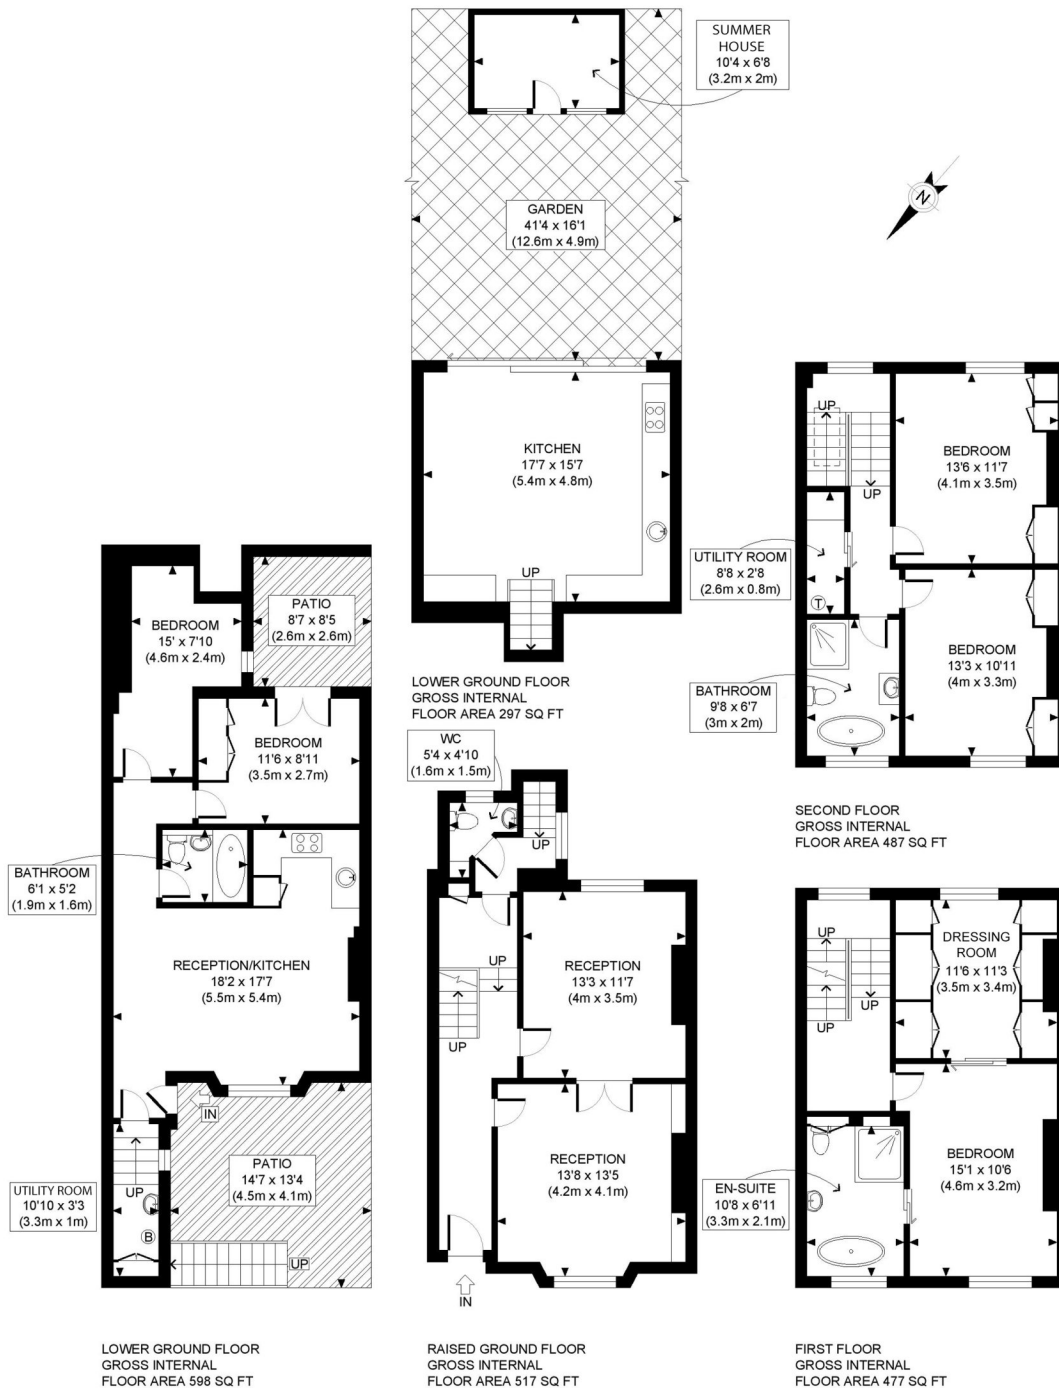 SUMMER
HOUSE
10'4 x 6'8
(3.2m x 2m)
N
GARDEN
41'4 x 16'1
(12.6m x 4.9m)
KITCHEN
17'7 x 15'7
(5.4m x 4.8m)
UP
LOWER GROUND FLOOR
GROSS INTERNAL
FLOOR AREA 297 SQ FT
UP
UP
BEDROOM
13'6 x 11'7
(4.1m x 3.5m)
UTILITY ROOM
8'8 x 2'8
(2.6m x 0.8m)
T
BEDROOM
13'3 x 10'11
(4m x 3.3m)
BATHROOM
9'8 x 6'7
(3m x 2m)
SECOND FLOOR
GROSS INTERNAL
FLOOR AREA 487 SQ FT
PATIO
8'7 x 8'5
(2.6m x 2.6m)
BEDROOM
15' x 7'10
(4.6m x 2.4m)
BEDROOM
11'6 x 8'11
(3.5m x 2.7m)
BATHROOM
6'1 x 5'2
(1.9m x 1.6m)
RECEPTION/KITCHEN
18'2 x 17'7
(5.5m x 5.4m)
IN
PATIO
14'7 x 13'4
(4.5m x 4.1m)
UP
UTILITY ROOM
10'10 x 3'3
(3.3m x 1m)
B
UP
LOWER GROUND FLOOR
GROSS INTERNAL
FLOOR AREA 598 SQ FT
WC
5'4 x 4'10
(1.6m x 1.5m)
UP
UP
UP
RECEPTION
13'3 x 11'7
(4m x 3.5m)
RECEPTION
13'8 x 13'5
(4.2m x 4.1m)
IN
RAISED GROUND FLOOR
GROSS INTERNAL
FLOOR AREA 517 SQ FT
UP
UP
UP
DRESSING
ROOM
11'6 x 11'3
(3.5m x 3.4m)
BEDROOM
15'1 x 10'6
(4.6m x 3.2m)
EN-SUITE
10'8 x 6'11
(3.3m x 2.1m)
FIRST FLOOR
GROSS INTERNAL
FLOOR AREA 477 SQ FT